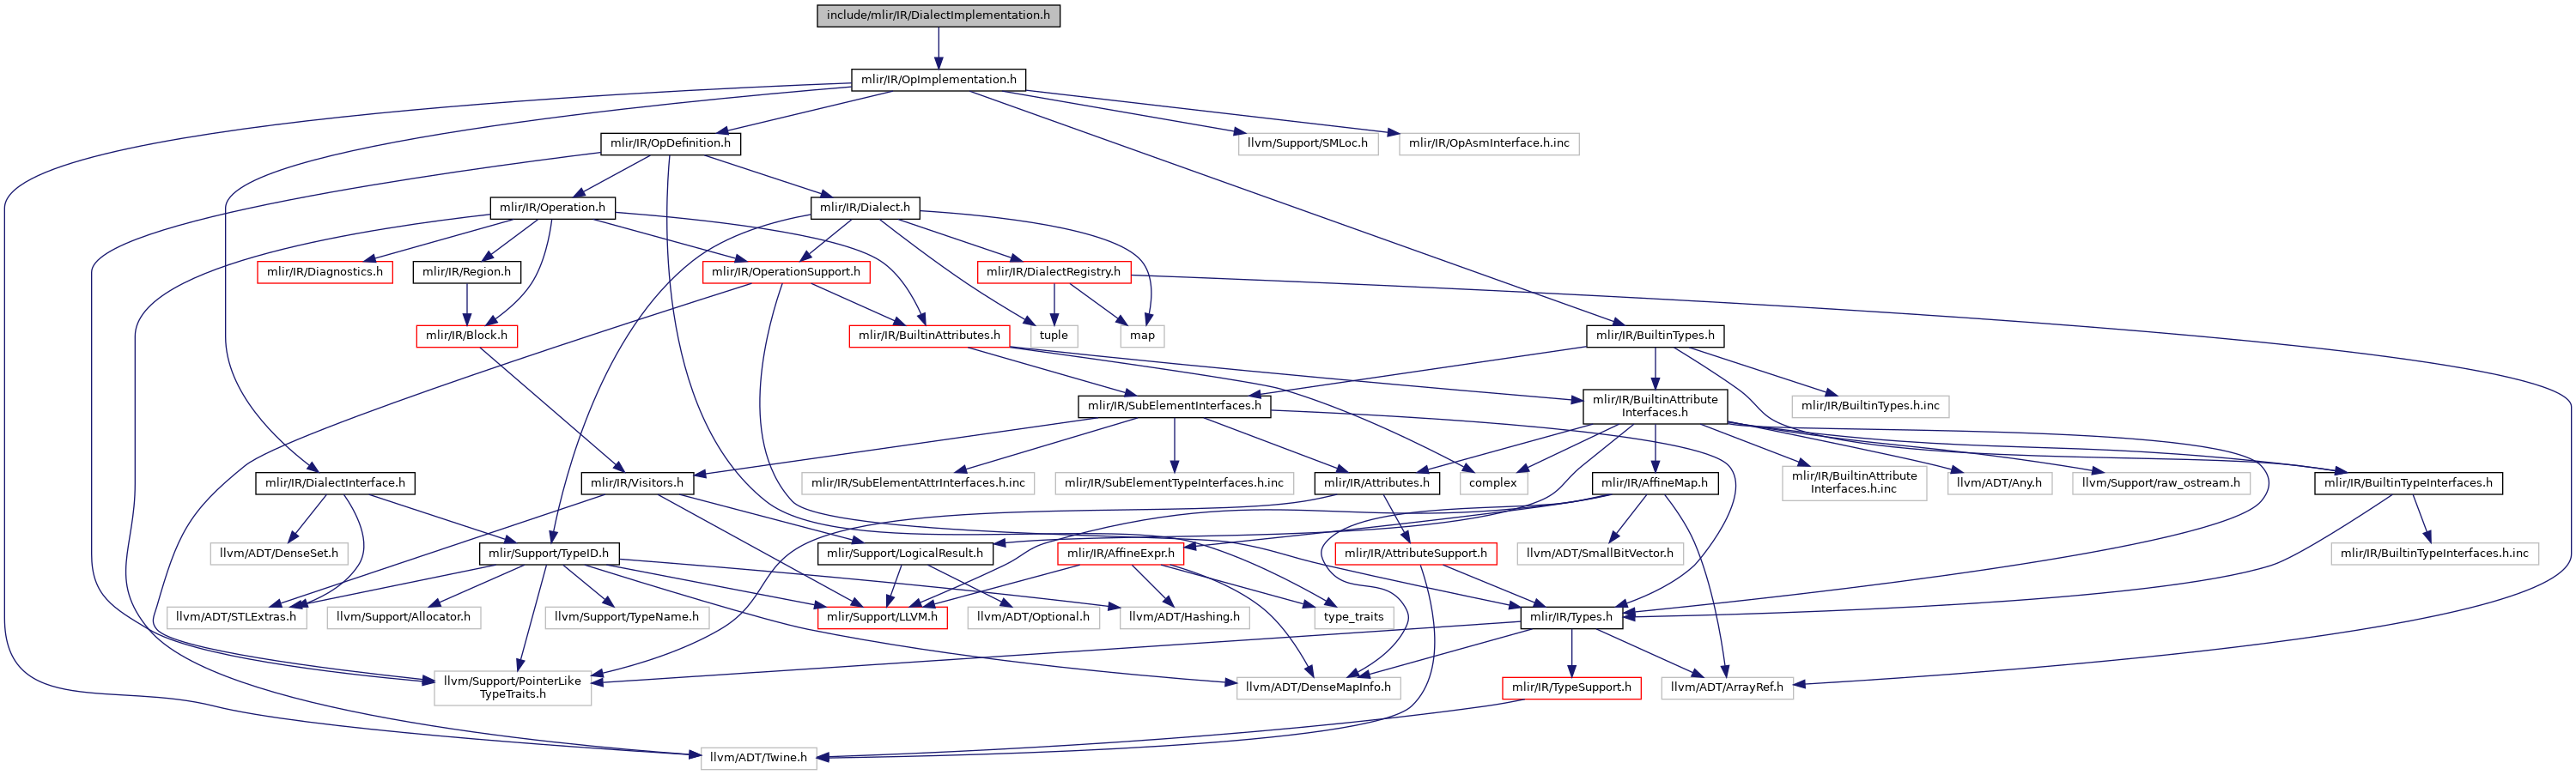 include/mlir/IR/DialectImplementation.h
mlir/IR/OpImplementation.h
mlir/IR/OpDefinition.h
llvm/Support/SMLoc.h
mlir/IR/OpAsmInterface.h.inc
mlir/IR/Operation.h
mlir/IR/Dialect.h
mlir/IR/Diagnostics.h
mlir/IR/Region.h
mlir/IR/OperationSupport.h
mlir/IR/DialectRegistry.h
mlir/IR/Block.h
mlir/IR/BuiltinAttributes.h
tuple
map
mlir/IR/BuiltinTypes.h
mlir/IR/SubElementInterfaces.h
mlir/IR/BuiltinAttribute
Interfaces.h
mlir/IR/BuiltinTypes.h.inc
mlir/IR/DialectInterface.h
mlir/IR/Visitors.h
mlir/IR/SubElementAttrInterfaces.h.inc
mlir/IR/SubElementTypeInterfaces.h.inc
mlir/IR/Attributes.h
complex
mlir/IR/AffineMap.h
mlir/IR/BuiltinAttribute
Interfaces.h.inc
llvm/ADT/Any.h
llvm/Support/raw_ostream.h
mlir/IR/BuiltinTypeInterfaces.h
llvm/ADT/DenseSet.h
mlir/Support/TypeID.h
mlir/Support/LogicalResult.h
mlir/IR/AffineExpr.h
mlir/IR/AttributeSupport.h
llvm/ADT/SmallBitVector.h
mlir/IR/BuiltinTypeInterfaces.h.inc
llvm/ADT/STLExtras.h
llvm/Support/Allocator.h
llvm/Support/TypeName.h
mlir/Support/LLVM.h
llvm/ADT/Optional.h
llvm/ADT/Hashing.h
type_traits
mlir/IR/Types.h
llvm/Support/PointerLike
TypeTraits.h
llvm/ADT/DenseMapInfo.h
mlir/IR/TypeSupport.h
llvm/ADT/ArrayRef.h
llvm/ADT/Twine.h